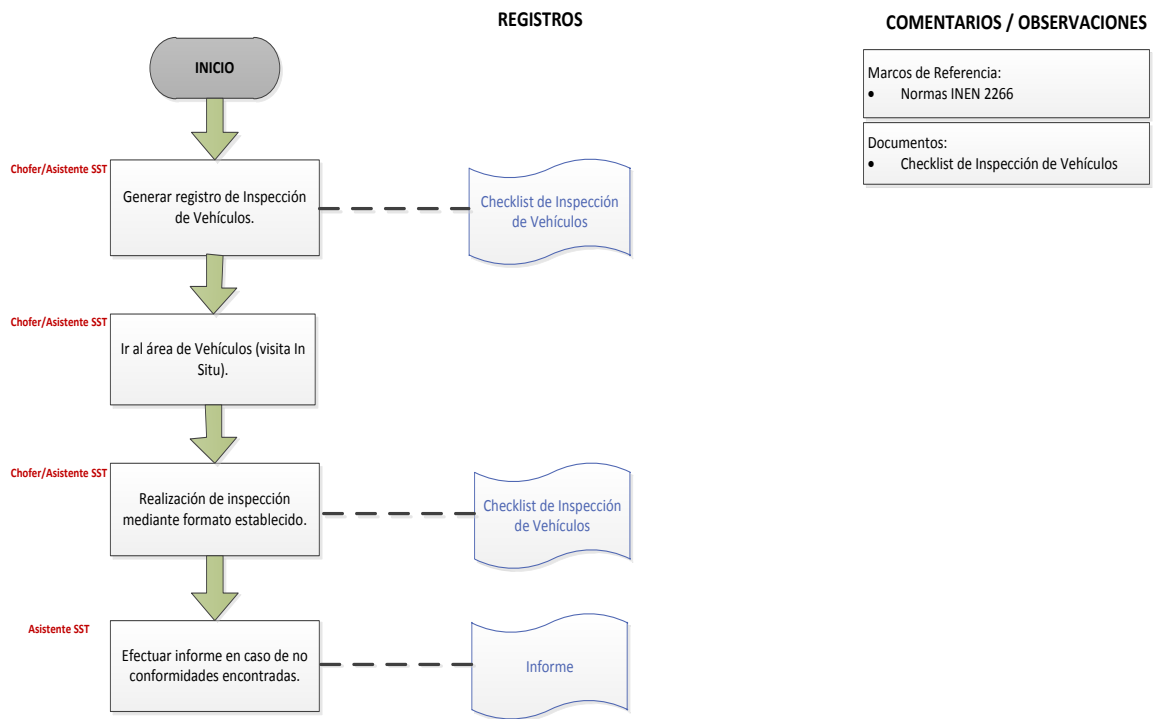 REGISTROS
COMENTARIOS / OBSERVACIONES
INICIO
Marcos de Referencia:
• Normas INEN 2266
Documentos:
• Checklist de Inspección de Vehículos
Chofer/Asistente SST
Generar registro de Inspección
de Vehículos.
Checklist de Inspección
de Vehículos
Chofer/Asistente SST
Ir al área de Vehículos (visita In
Situ).
Chofer/Asistente SST
Realización de inspección
mediante formato establecido.
Checklist de Inspección
de Vehículos
Asistente SST
Efectuar informe en caso de no
conformidades encontradas.
Informe